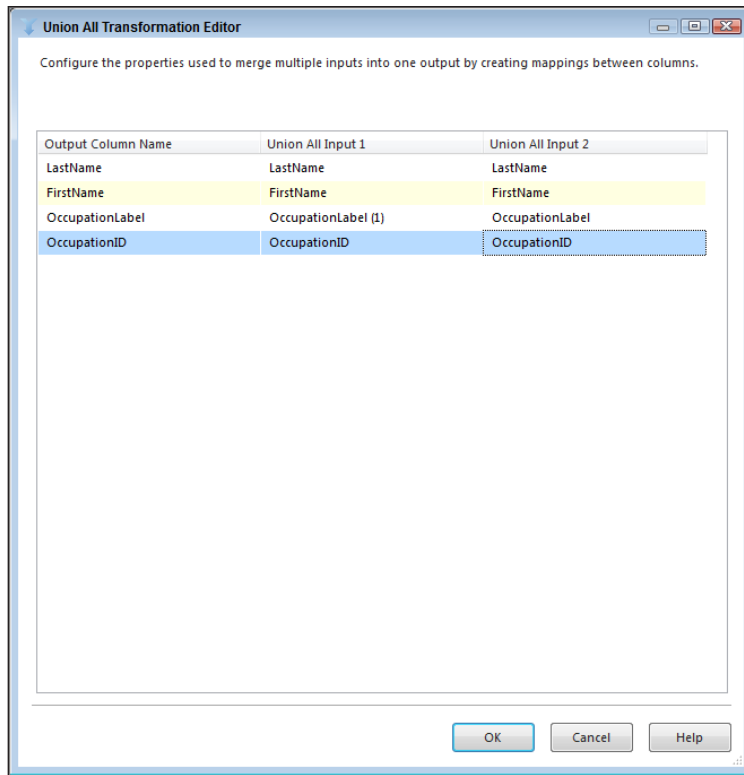 Union All Transformation Editor
Configure the properties used to merge multiple inputs into one output by creating mappings between columns.
Output Column Name Union All Input 1 Union All Input 2
LastName LastName LastName
FirstName FirstName FirstName
OccupationLabel OccupationLabel (1) OccupationLabel
OccupationID OccupationID OccupationID
OK Cancel Help